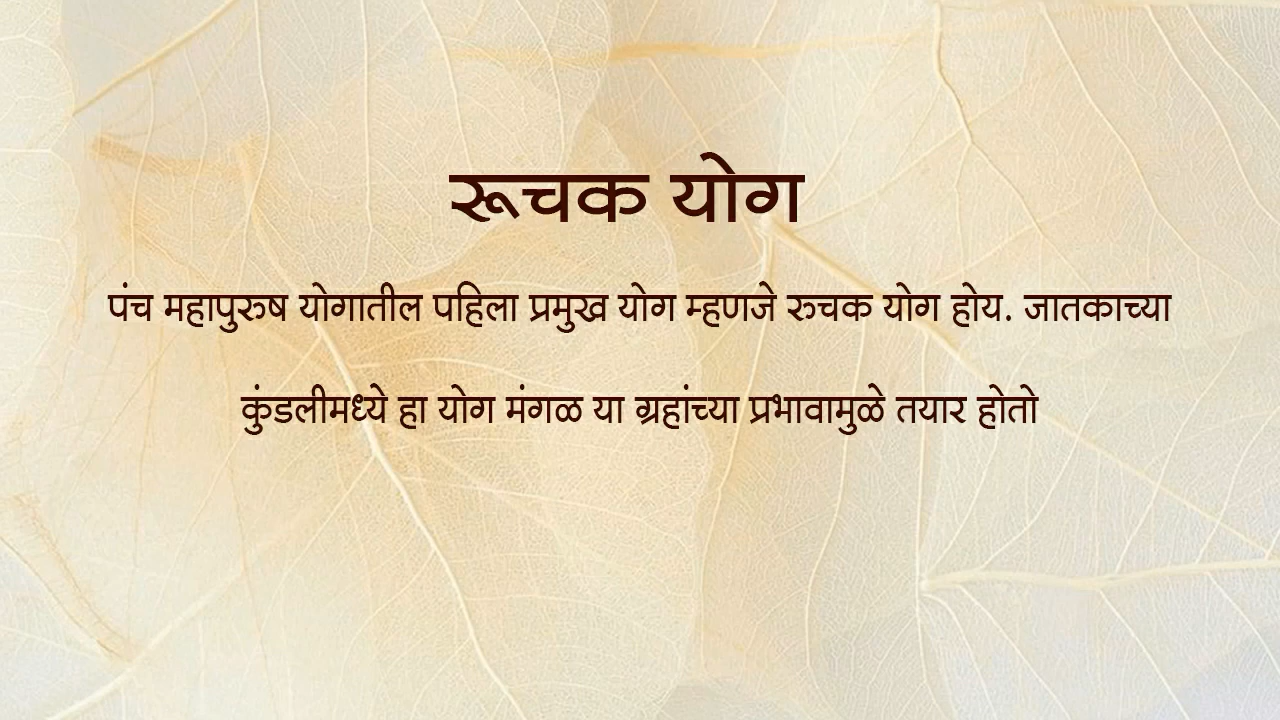 रूचक योग
पंच महापुरुष योगातील पहिला प्रमुख योग म्हणजे रुचक योग होय. जातकाच्या
कुंडलीमध्ये हा योग मंगळ या ग्रहांच्या प्रभावामुळे तयार होतो